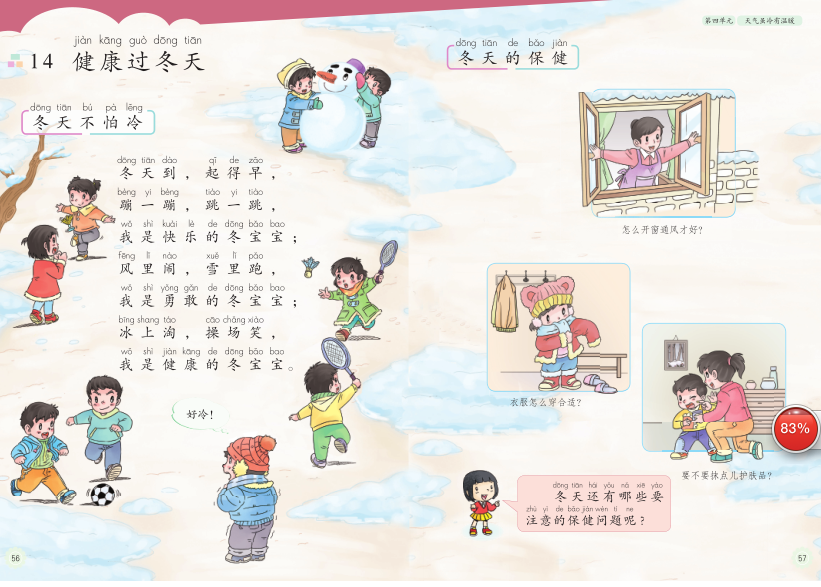 jiàn kāng guò dōng tiān
14 健康过冬天
dōng tiān bú pà lěng
冬天不怕冷
dōng tiān dào qǐ de zǎo
冬天到，起得早，
bèng yi bèng tiào yi tiào
蹦一蹦，跳一跳，
wǒ shì kuài lè de dōng bǎo bao
我是快乐的冬宝宝；
fēng lǐ nào xuě lǐ pǎo
风里闹，雪里跑，
wǒ shì yǒng gǎn de dōng bǎo bao
我是勇敢的冬宝宝；
bīng shang táo cāo chǎng xiào
冰上淘，操场笑，
wǒ shì jiàn kāng de dōng bǎo bao
我是健康的冬宝宝。
好冷！
56
第四单元 天气虽冷有温暖
dōng tiān de bǎo jiàn
冬天的保健
怎么开窗通风才好？
衣服怎么穿合适？
要不要抹点儿护肤品？
83%
dōng tiān hái yǒu nǎ xiē yào
冬天还有哪些要
zhù yì de bǎo jiàn wèn tí ne
注意的保健问题呢？
57